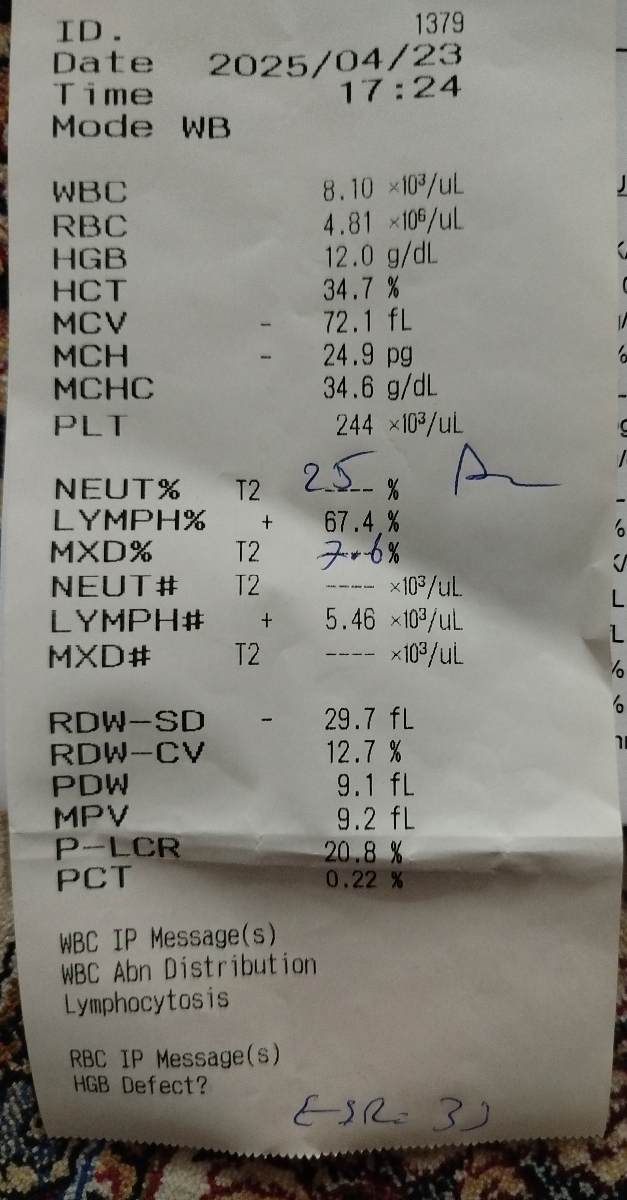 ID. 1379
Date 2025/04/23
Time 17:24
Mode WB
WBC 8.10 ×10³/uL
RBC 4.81 ×10⁶/uL
HGB 12.0 g/dL
HCT 34.7 %
MCV - 72.1 fL
MCH - 24.9 pg
MCHC 34.6 g/dL
PLT 244 ×10³/uL
NEUT% T2 25 ---- %
LYMPH% + 67.4 %
MXD% T2 7.6 %
NEUT# T2 ---- ×10³/uL
LYMPH# + 5.46 ×10³/uL
MXD# T2 ---- ×10³/uL
RDW-SD - 29.7 fL
RDW-CV 12.7 %
PDW 9.1 fL
MPV 9.2 fL
P-LCR 20.8 %
PCT 0.22 %
WBC IP Message(s)
WBC Abn Distribution
Lymphocytosis
RBC IP Message(s)
HGB Defect?
ESR=